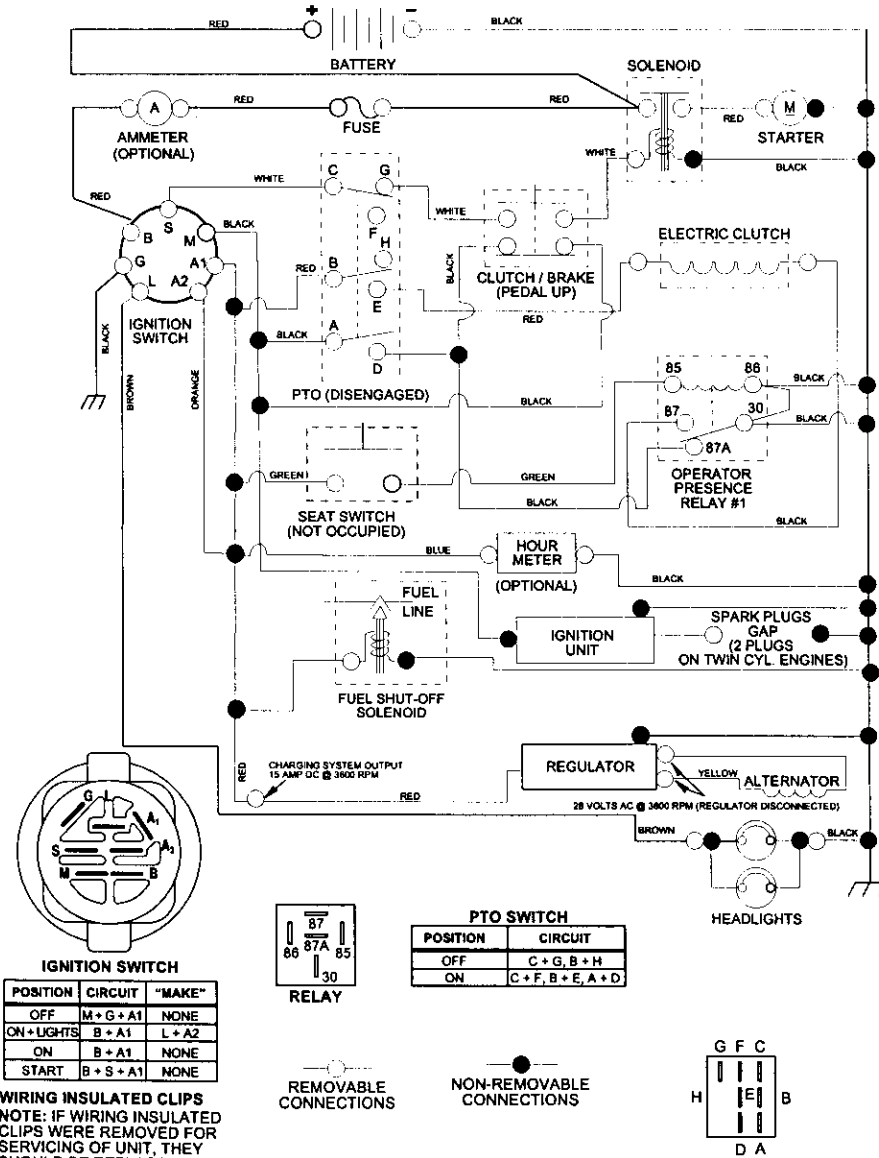 RED
+
-
BLACK
BATTERY
SOLENOID
A
RED
RED
M
FUSE
RED
STARTER
AMMETER
(OPTIONAL)
WHITE
BLACK
RED
WHITE
C
G
S
BLACK
WHITE
B
M
F
H
ELECTRIC CLUTCH
G
A1
B
RED
BLACK
CLUTCH / BRAKE
(PEDAL UP)
L
A2
E
RED
IGNITION
SWITCH
BLACK
A
BLACK
D
85
86
BLACK
PTO (DISENGAGED)
BROWN
ORANGE
BLACK
87
30
BLACK
87A
GREEN
GREEN
OPERATOR
PRESENCE
RELAY #1
BLACK
SEAT SWITCH
(NOT OCCUPIED)
BLACK
BLUE
HOUR
METER
(OPTIONAL)
BLACK
FUEL
LINE
IGNITION
UNIT
SPARK PLUGS
GAP
(2 PLUGS
ON TWIN CYL. ENGINES)
FUEL SHUT-OFF
SOLENOID
RED
CHARGING SYSTEM OUTPUT
15 AMP DC @ 3600 RPM
RED
REGULATOR
YELLOW
ALTERNATOR
28 VOLTS AC @ 3600 RPM (REGULATOR DISCONNECTED)
BROWN
BLACK
HEADLIGHTS
G
L
A1
S
A2
M
B
IGNITION SWITCH
POSITION CIRCUIT "MAKE"
OFF M + G + A1 NONE
ON + LIGHTS B + A1 L + A2
ON B + A1 NONE
START B + S + A1 NONE
87
86 87A 85
30
RELAY
PTO SWITCH
POSITION CIRCUIT
OFF C + G, B + H
ON C + F, B + E, A + D
REMOVABLE
CONNECTIONS
NON-REMOVABLE
CONNECTIONS
G F C
H E B
D A
WIRING INSULATED CLIPS
NOTE: IF WIRING INSULATED
CLIPS WERE REMOVED FOR
SERVICING OF UNIT, THEY